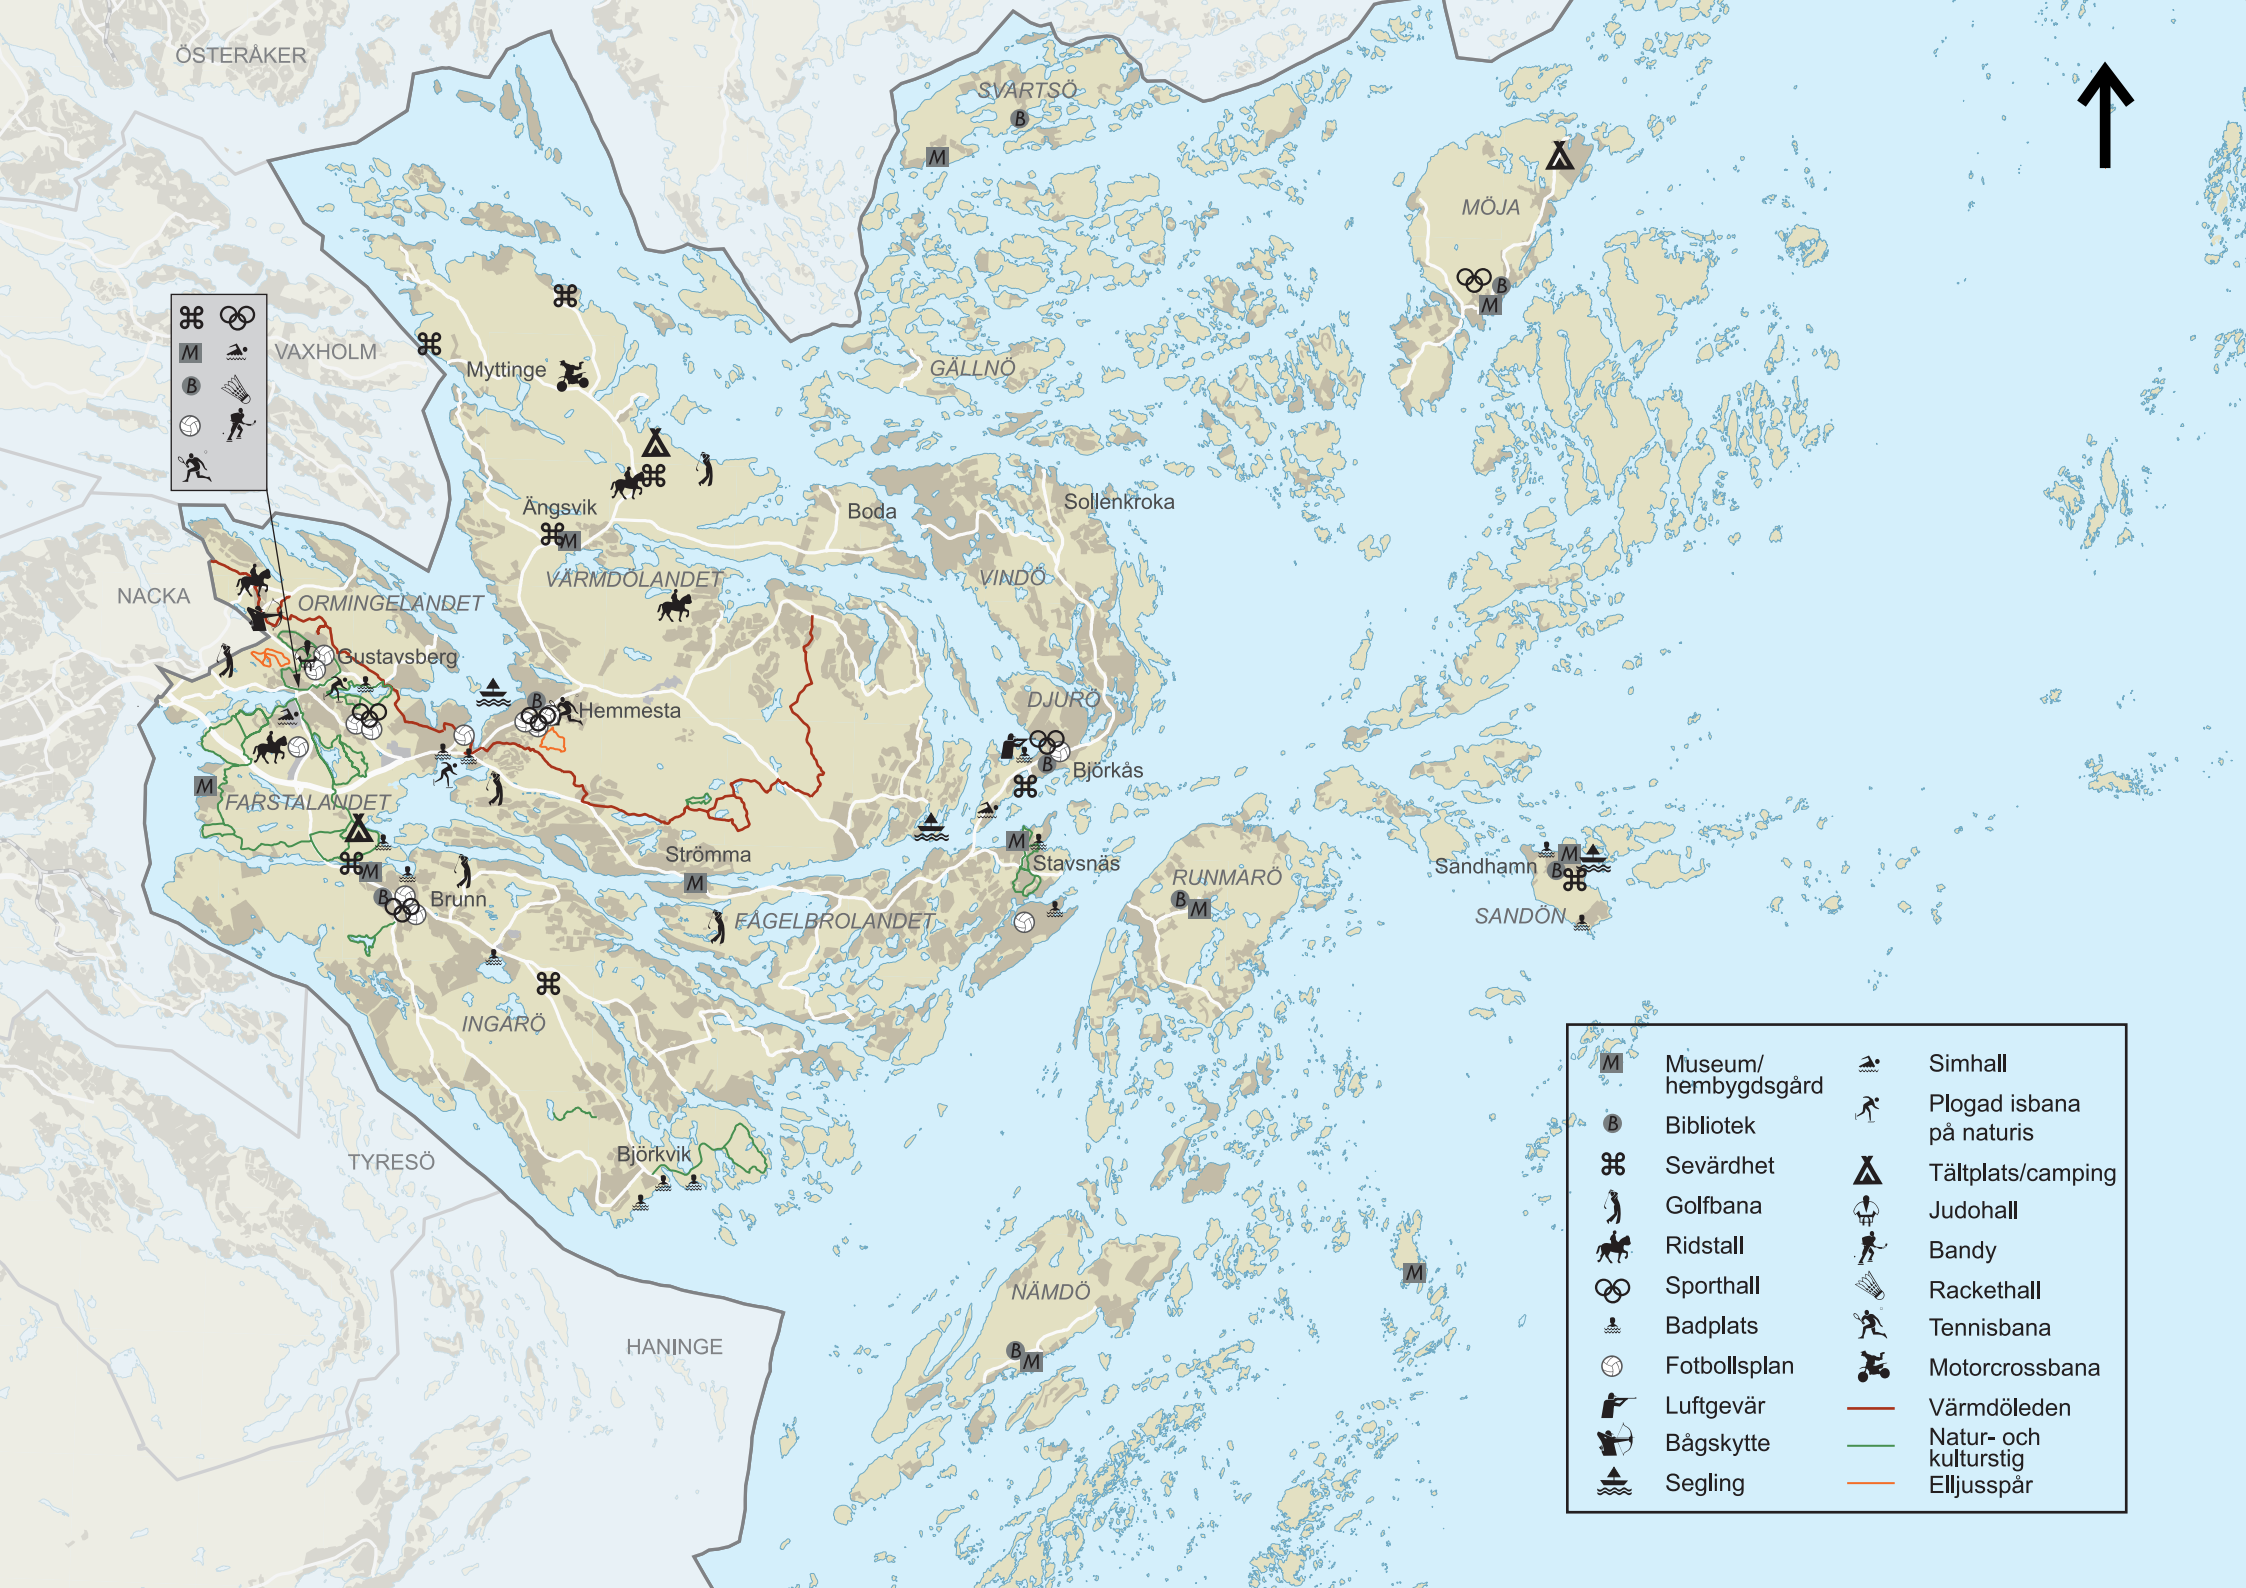 ÖSTERÅKER
SVARTSÖ
B
M
MÖJA
B
M
M
VAXHOLM
B
Myttinge
GÄLLNÖ
Ängsvik
M
Boda
Sollenkroka
VÄRMDÖLANDET
VINDÖ
NACKA
ORMINGELANDET
Gustavsberg
B
Hemmesta
DJURÖ
B
Björkås
M
FARSTALANDET
M
Stavsnäs
Strömma
M
M
B
Brunn
FÅGELBROLANDET
RUNMARÖ
B
M
Sandhamn
M
B
SANDÖN
INGARÖ
TYRESÖ
Björkvik
HANINGE
NÄMDÖ
B
M
M
M
Museum/
hembygdsgård
B
Bibliotek
Sevärdhet
Golfbana
Ridstall
Sporthall
Badplats
Fotbollsplan
Luftgevär
Bågskytte
Segling
Simhall
Plogad isbana
på naturis
Tältplats/camping
Judohall
Bandy
Rackethall
Tennisbana
Motorcrossbana
Värmdöleden
Natur- och
kulturstig
Elljusspår